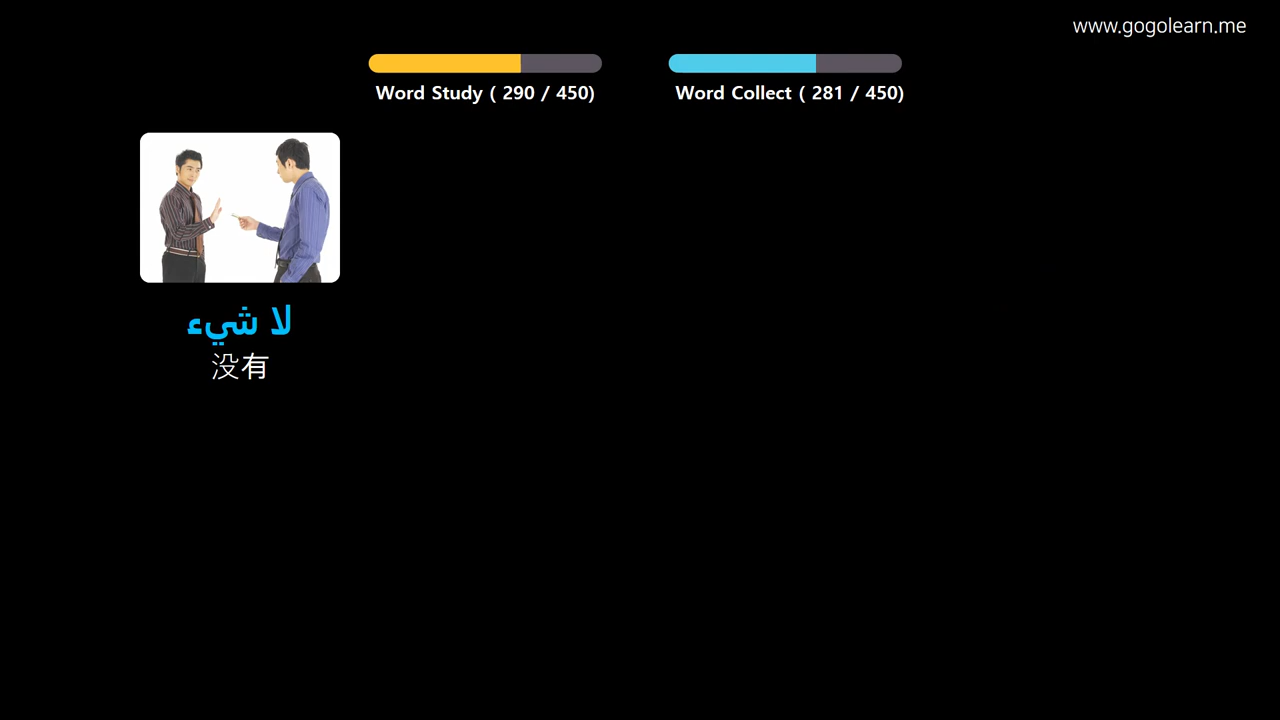 www.gogolearn.me
Word Study ( 290 / 450)
Word Collect ( 281 / 450)
لا شيء
没有